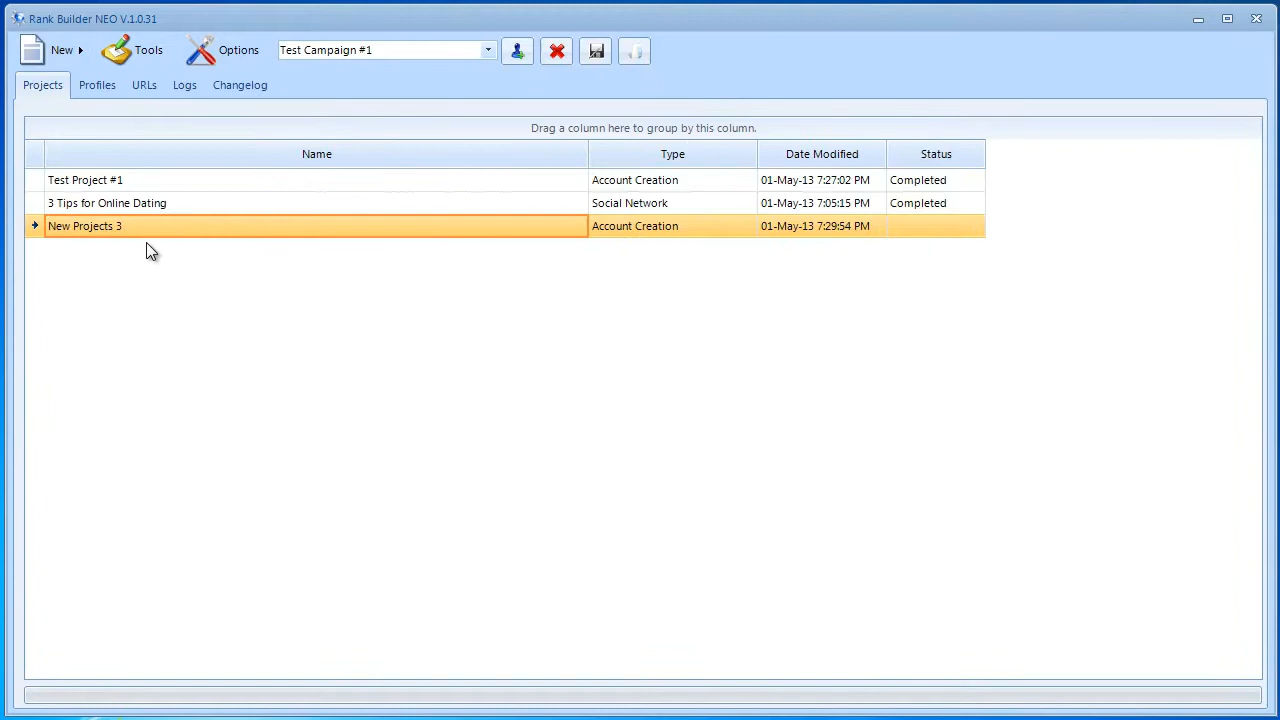 Rank Builder NEO V.1.0.31
New Tools Options Test Campaign #1
Projects Profiles URLs Logs Changelog
Drag a column here to group by this column.
Name Type Date Modified Status
Test Project #1 Account Creation 01-May-13 7:27:02 PM Completed
3 Tips for Online Dating Social Network 01-May-13 7:05:15 PM Completed
New Projects 3 Account Creation 01-May-13 7:29:54 PM